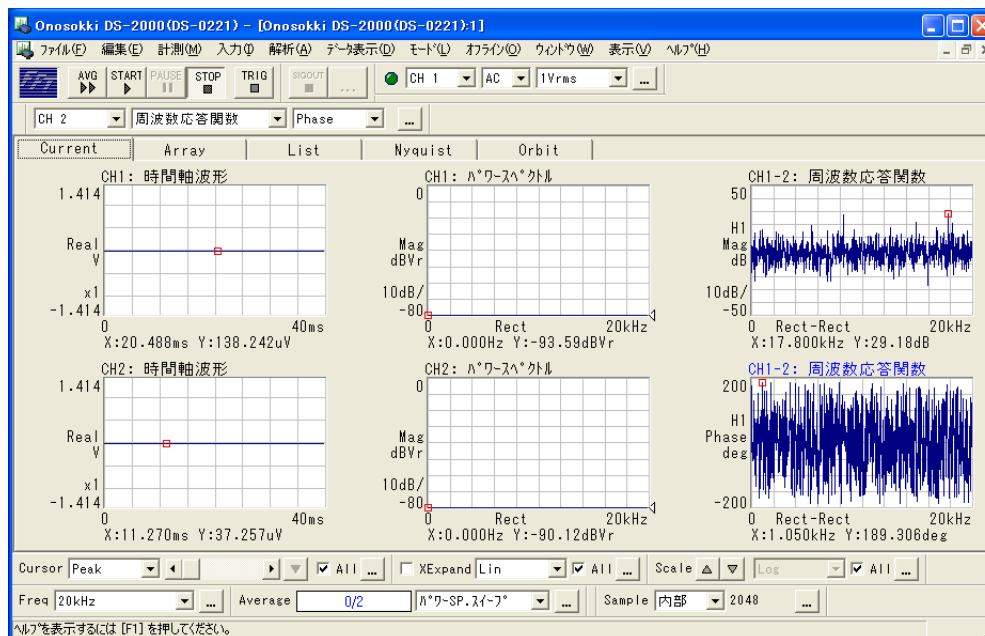 Onosokki DS-2000(DS-0221) - [Onosokki DS-2000(DS-0221):1]
ファイル(F) 編集(E) 計測(M) 入力(I) 解析(A) データ表示(D) モード(L) オフライン(O) ウィンドウ(W) 表示(V) ヘルプ(H)
AVG START PAUSE STOP TRIG SIGOUT ... CH 1 AC 1Vrms ...
CH 2 周波数応答関数 Phase ...
Current Array List Nyquist Orbit
CH1: 時間軸波形
1.414
Real
V
x1
-1.414
0 40ms
X:20.488ms Y:138.242uV
CH1: パワースペクトル
0
Mag
dBVr
10dB/
-80
0 Rect 20kHz
X:0.000Hz Y:-93.59dBVr
CH1-2: 周波数応答関数
50
H1
Mag
dB
10dB/
-50
0 Rect-Rect 20kHz
X:17.800kHz Y:29.18dB
CH2: 時間軸波形
1.414
Real
V
x1
-1.414
0 40ms
X:11.270ms Y:37.257uV
CH2: パワースペクトル
0
Mag
dBVr
10dB/
-80
0 Rect 20kHz
X:0.000Hz Y:-90.12dBVr
CH1-2: 周波数応答関数
200
H1
Phase
deg
-200
0 Rect-Rect 20kHz
X:1.050kHz Y:189.306deg
Cursor Peak All ... XExpand Lin All ... Scale Log All ...
Freq 20kHz ... Average 0/2 パワーSP.スイープ ... Sample 内部 2048 ...
ヘルプを表示するには [F1] を押してください。